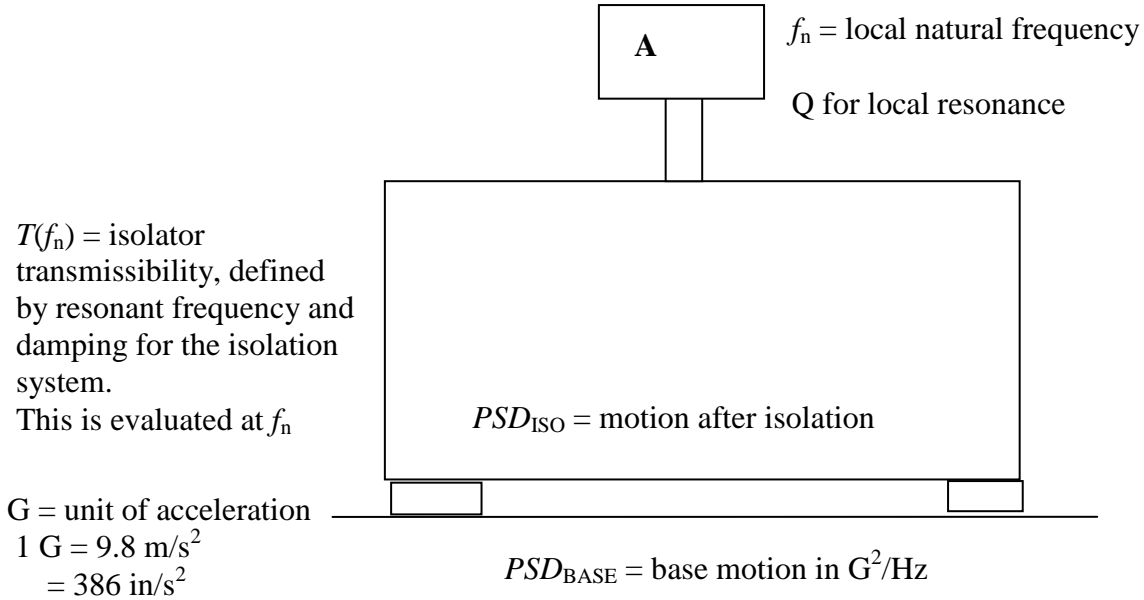 A
fn = local natural frequency
Q for local resonance
T(fn) = isolator
transmissibility, defined
by resonant frequency and
damping for the isolation
system.
This is evaluated at fn
PSD_ISO = motion after isolation
G = unit of acceleration
1 G = 9.8 m/s²
= 386 in/s²
PSD_BASE = base motion in G²/Hz